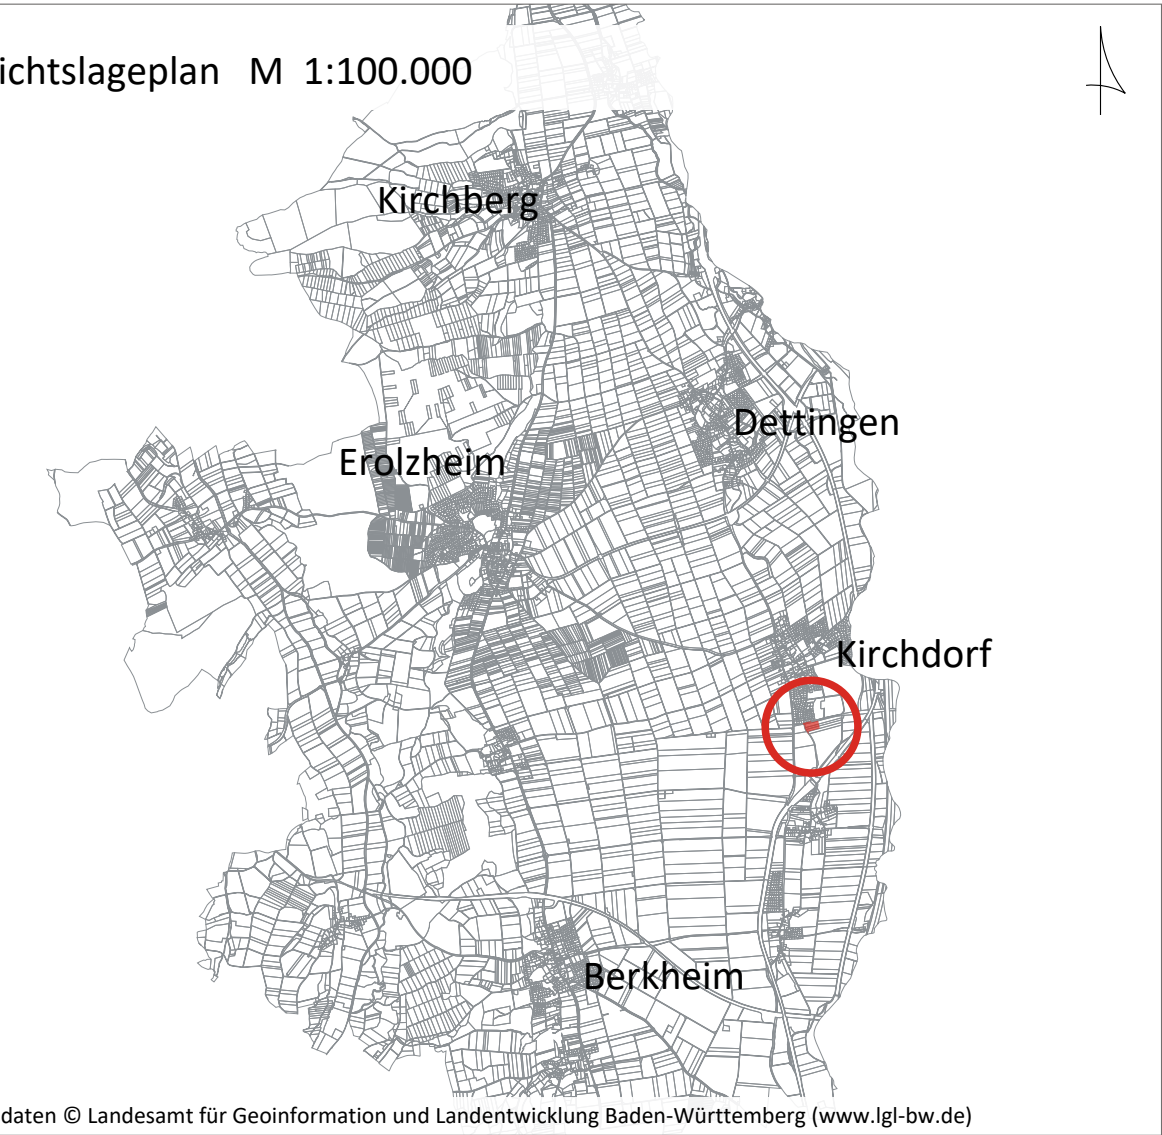 ichtslageplan M 1:100.000
Kirchberg
Dettingen
Erolzheim
Kirchdorf
Berkheim
daten © Landesamt für Geoinformation und Landentwicklung Baden-Württemberg (www.lgl-bw.de)